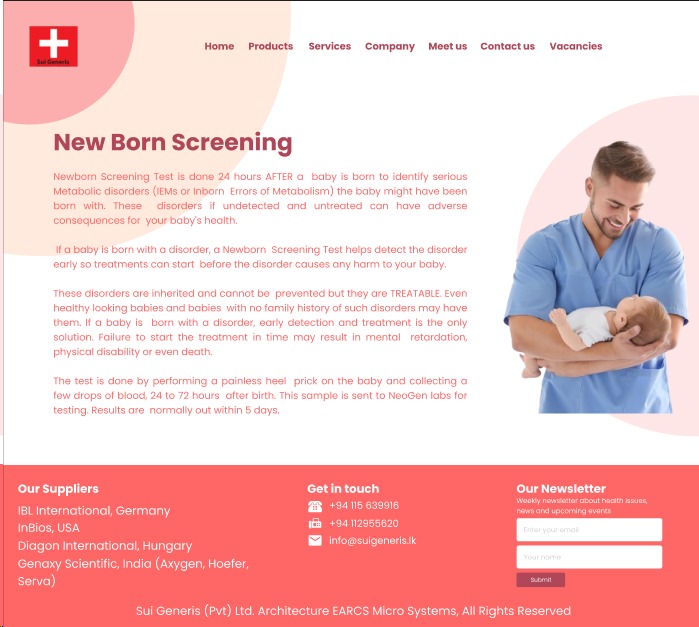 Sui Generis
Home Products Services Company Meet us Contact us Vacancies
New Born Screening
Newborn Screening Test is done 24 hours AFTER a baby is born to identify serious
Metabolic disorders (IEMs or Inborn Errors of Metabolism) the baby might have been
born with. These disorders if undetected and untreated can have adverse
consequences for your baby's health.
If a baby is born with a disorder, a Newborn Screening Test helps detect the disorder
early so treatments can start before the disorder causes any harm to your baby.
These disorders are inherited and cannot be prevented but they are TREATABLE. Even
healthy looking babies and babies with no family history of such disorders may have
them. If a baby is born with a disorder, early detection and treatment is the only
solution. Failure to start the treatment in time may result in mental retardation,
physical disability or even death.
The test is done by performing a painless heel prick on the baby and collecting a
few drops of blood, 24 to 72 hours after birth. This sample is sent to NeoGen labs for
testing. Results are normally out within 5 days.
Our Suppliers
IBL International, Germany
InBios, USA
Diagon International, Hungary
Genaxy Scientific, India (Axygen, Hoefer,
Serva)
Get in touch
+94 115 639916
+94 112955620
info@suigeneris.lk
Our Newsletter
Weekly newsletter about health issues,
news and upcoming events
Enter your email
Your name
Submit
Sui Generis (Pvt) Ltd. Architecture EARCS Micro Systems, All Rights Reserved